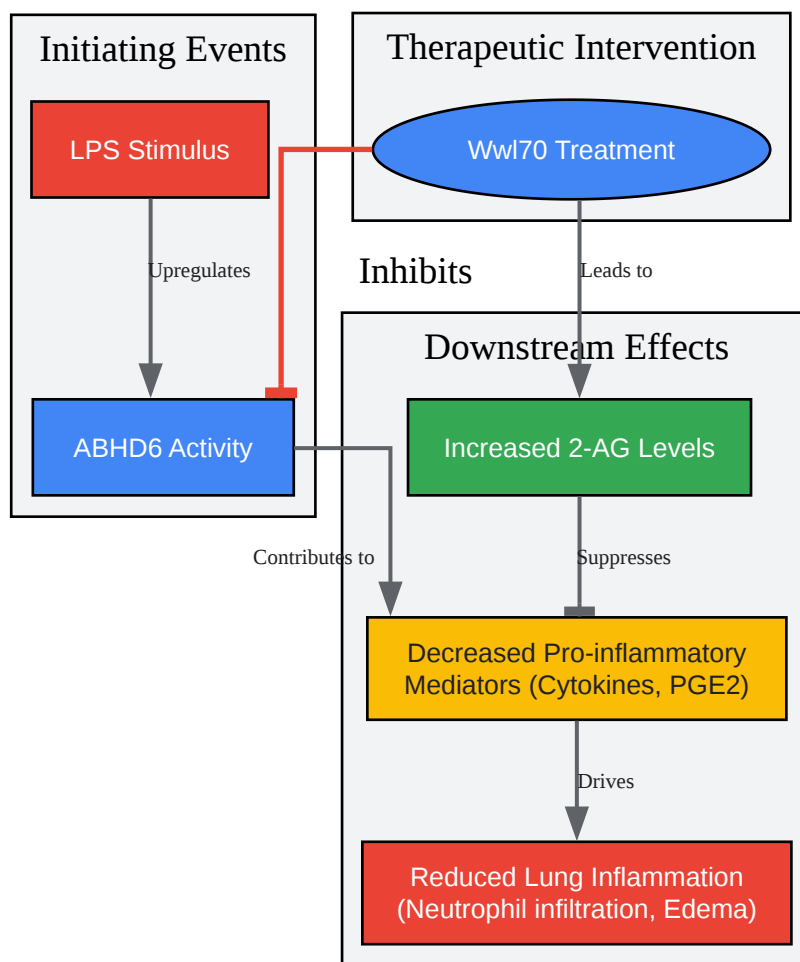 Initiating Events
Therapeutic Intervention
LPS Stimulus
Wwl70 Treatment
Upregulates
Inhibits
Leads to
Downstream Effects
ABHD6 Activity
Increased 2-AG Levels
Contributes to
Suppresses
Decreased Pro-inflammatory
Mediators (Cytokines, PGE2)
Drives
Reduced Lung Inflammation
(Neutrophil infiltration, Edema)